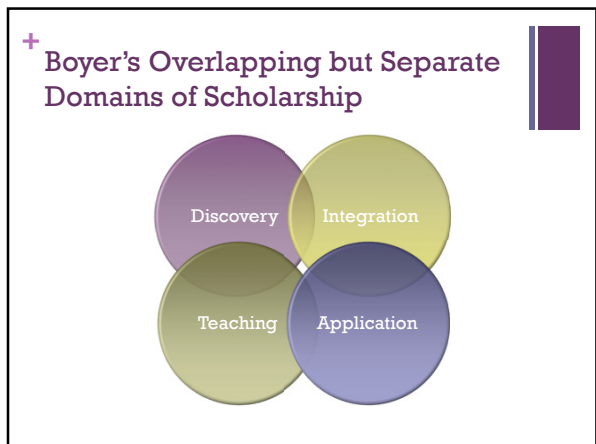 +
Boyer's Overlapping but Separate
Domains of Scholarship
Discovery Integration
Teaching Application